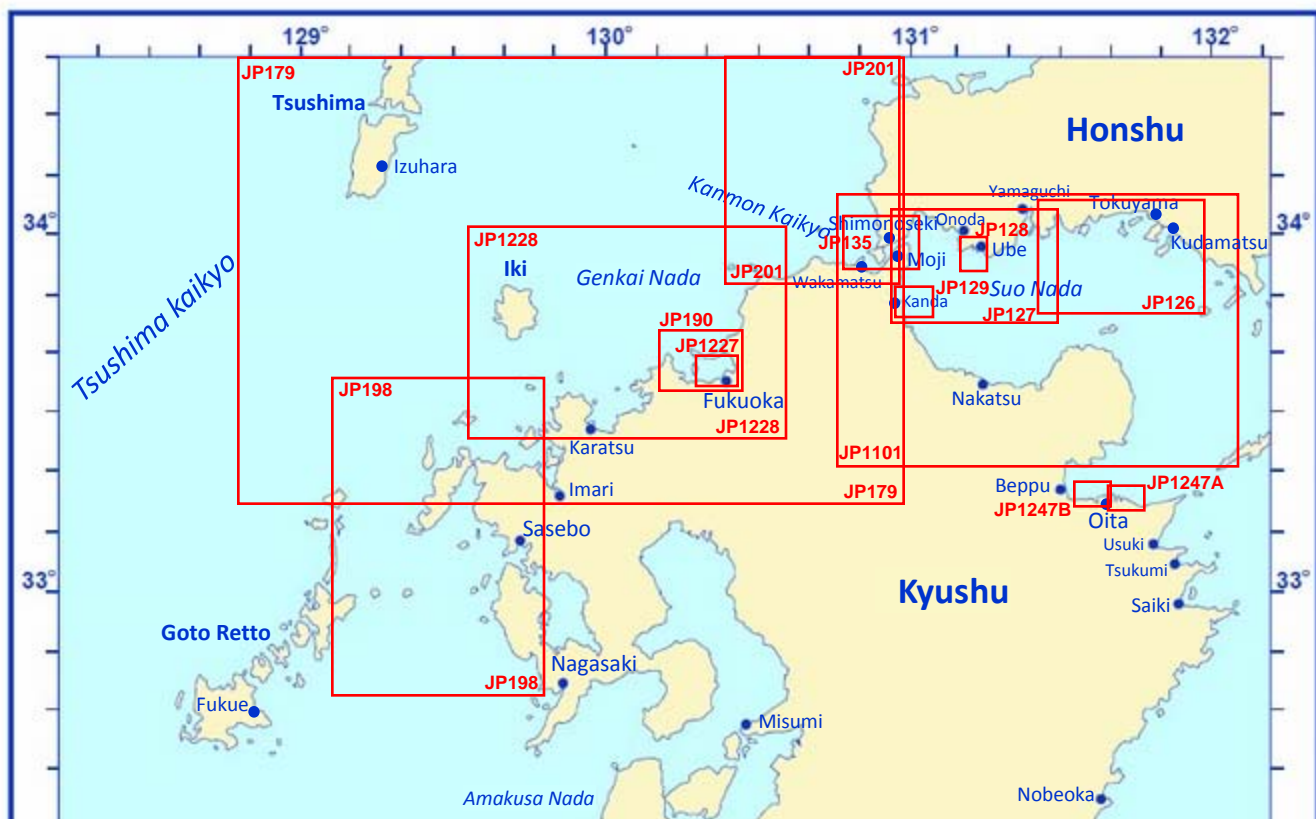 129°
130°
131°
132°
JP179
JP201
Tsushima
Honshu
Izuhara
Kanmon Kaikyo
Yamaguchi
Tokuyama
34°
34°
Shimonoseki
Onoda
JP128
Kudamatsu
JP1228
JP135
Moji
Ube
Iki
Genkai Nada
JP201
Wakamatsu
JP129
Suo Nada
JP126
Kanda
JP127
Tsushima kaikyo
JP190
JP1227
JP198
Fukuoka
Nakatsu
JP1228
Karatsu
JP1101
Imari
JP179
Beppu
JP1247A
JP1247B
Oita
Sasebo
Usuki
Tsukumi
33°
33°
Kyushu
Saiki
Goto Retto
Nagasaki
JP198
Fukue
Misumi
Amakusa Nada
Nobeoka